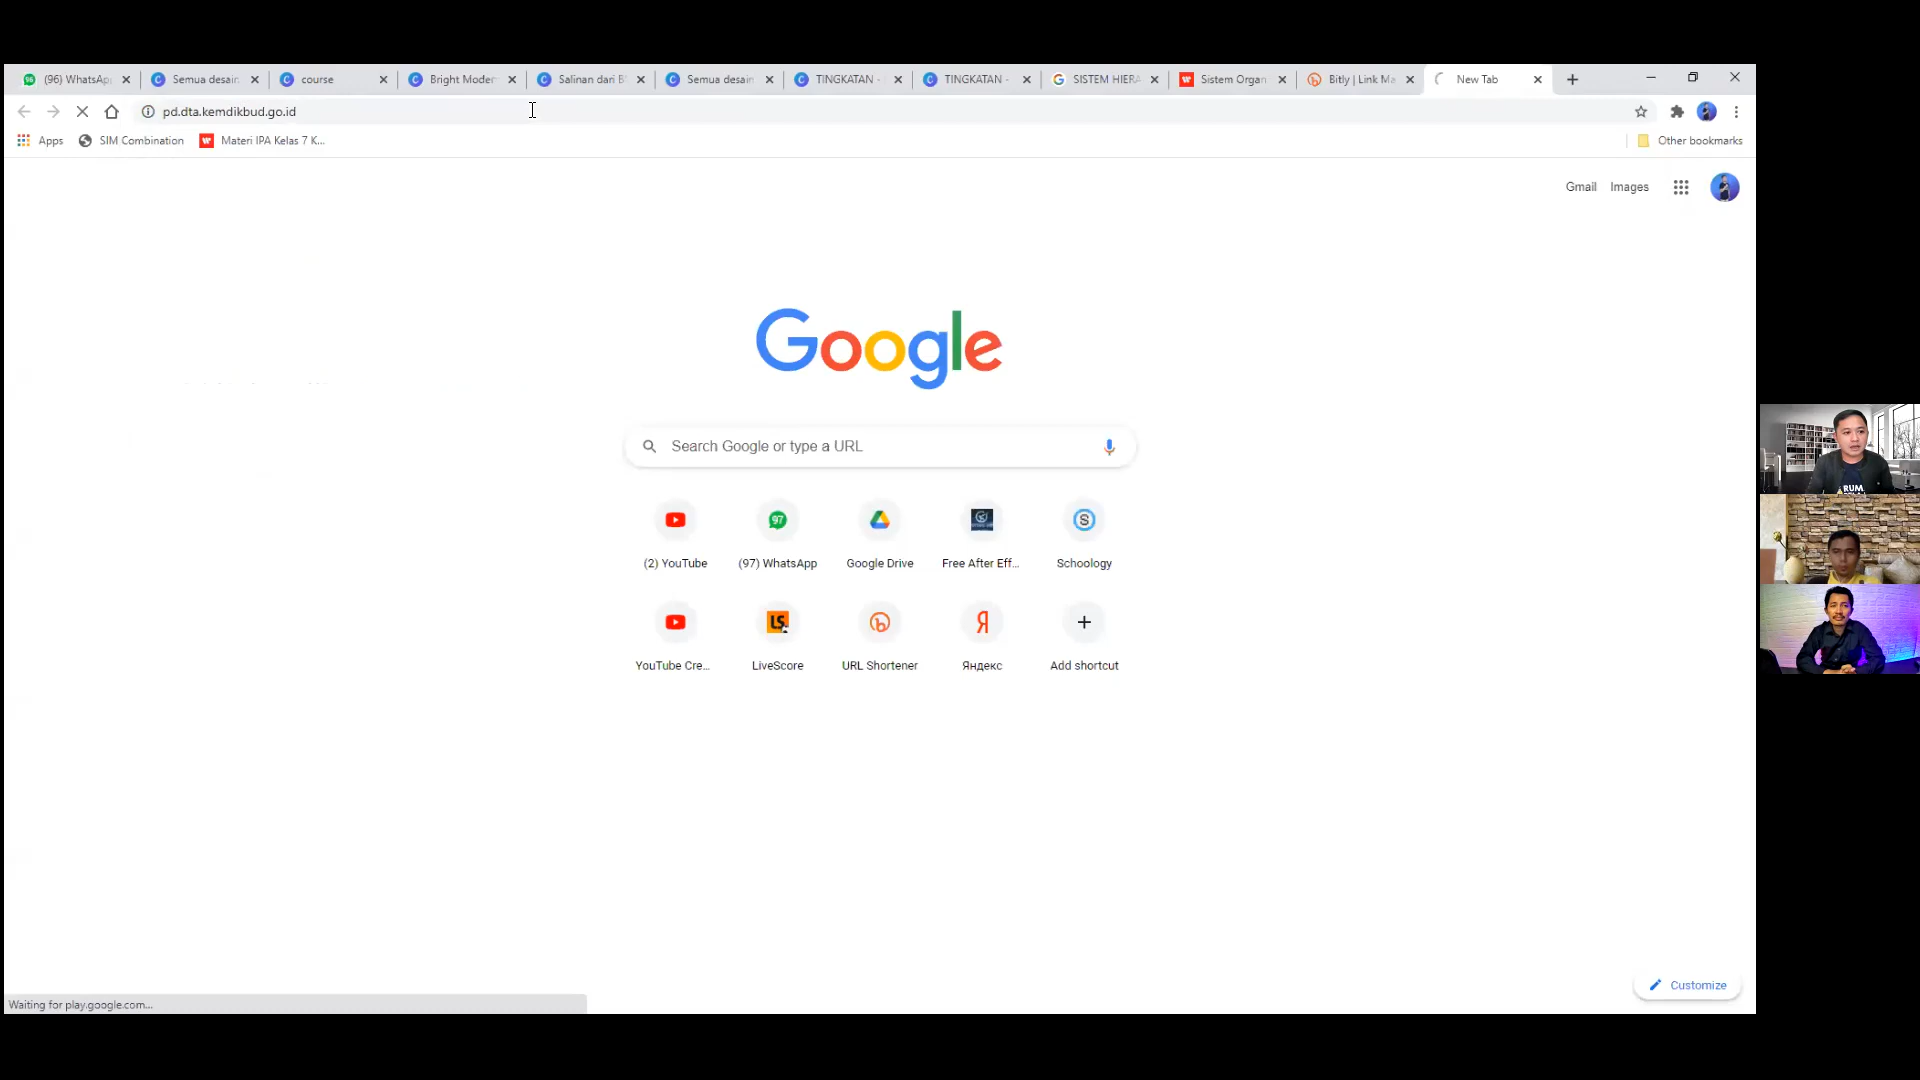 (96) WhatsAp
Semua desain
course
Bright Moder
Salinan dari B
Semua desain
TINGKATAN -
TINGKATAN -
SISTEM HIERA
Sistem Organ
Bitly | Link Ma
New Tab
pd.dta.kemdikbud.go.id
Apps
SIM Combination
Materi IPA Kelas 7 K...
Other bookmarks
Gmail
Images
Google
Search Google or type a URL
97
(2) YouTube
(97) WhatsApp
Google Drive
Free After Eff...
Schoology
YouTube Cre...
LiveScore
URL Shortener
Яндекс
Add shortcut
RUM
Customize
Waiting for play.google.com...